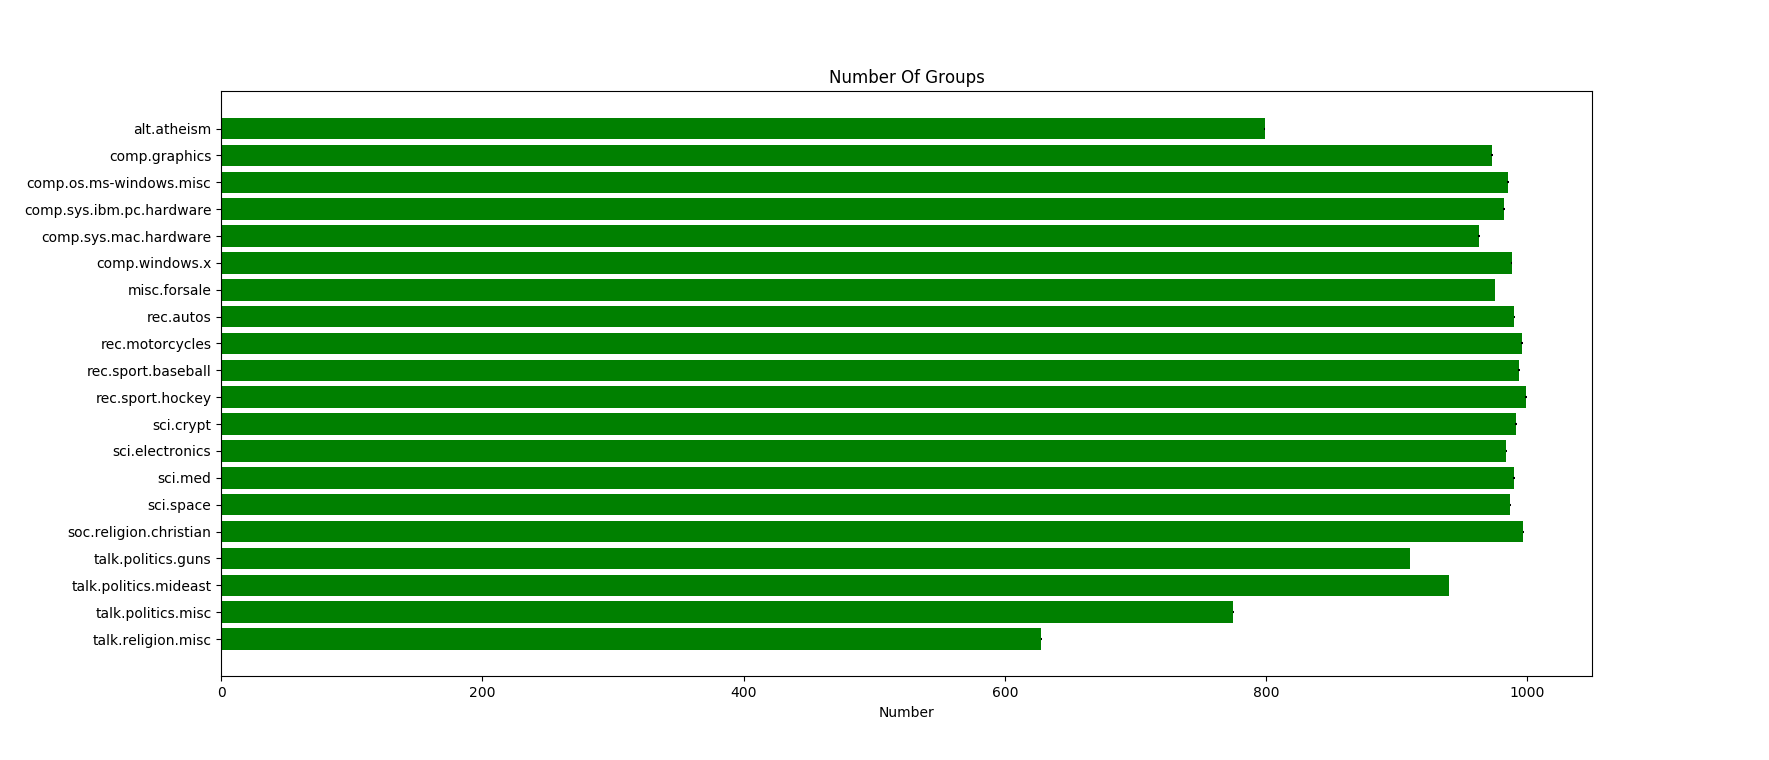 Number Of Groups
alt.atheism
comp.graphics
comp.os.ms-windows.misc
comp.sys.ibm.pc.hardware
comp.sys.mac.hardware
comp.windows.x
misc.forsale
rec.autos
rec.motorcycles
rec.sport.baseball
rec.sport.hockey
sci.crypt
sci.electronics
sci.med
sci.space
soc.religion.christian
talk.politics.guns
talk.politics.mideast
talk.politics.misc
talk.religion.misc
0 200 400 600 800 1000
Number